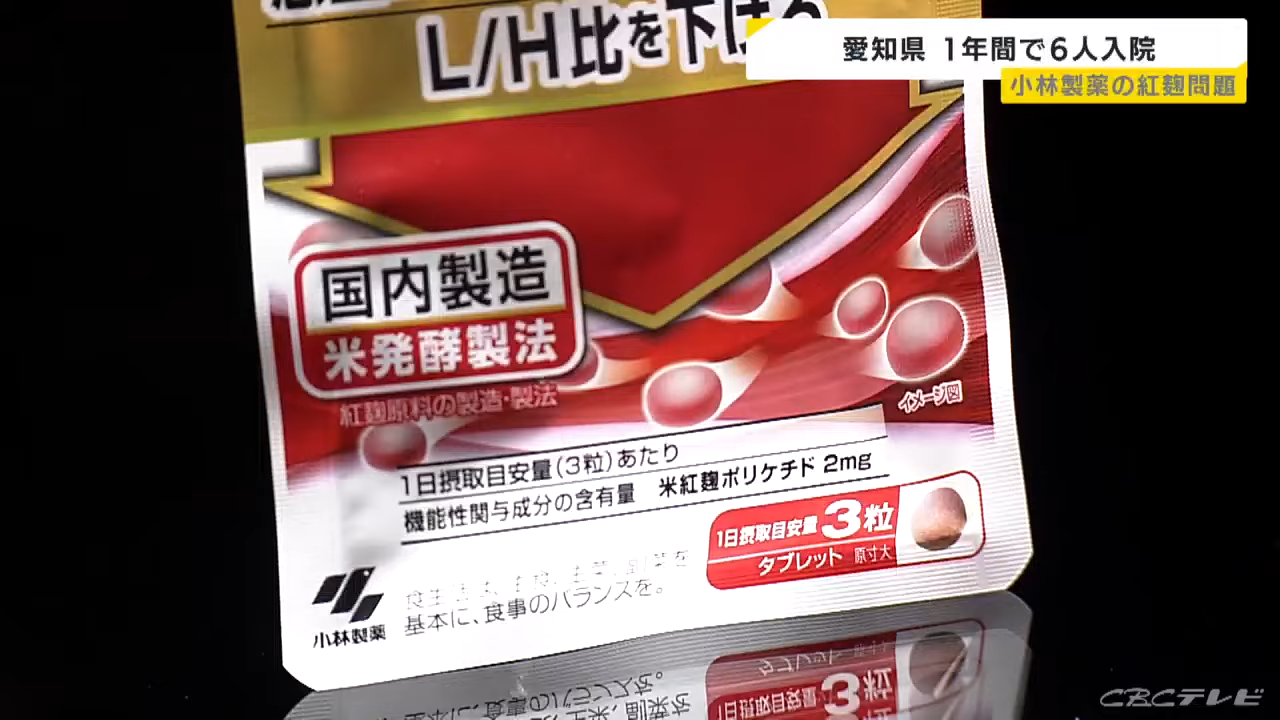 L/H比を下げる
愛知県 1年間で6人入院
小林製薬の紅麹問題
国内製造
米発酵製法
紅麹原料の製造・製法
イメージ図
1日摂取目安量(3粒)あたり
機能性関与成分の含有量 米紅麹ポリケチド 2mg
1日摂取目安量 3粒
タブレット 原寸大
基本に、食事のバランスを。
小林製薬
CBCテレビ